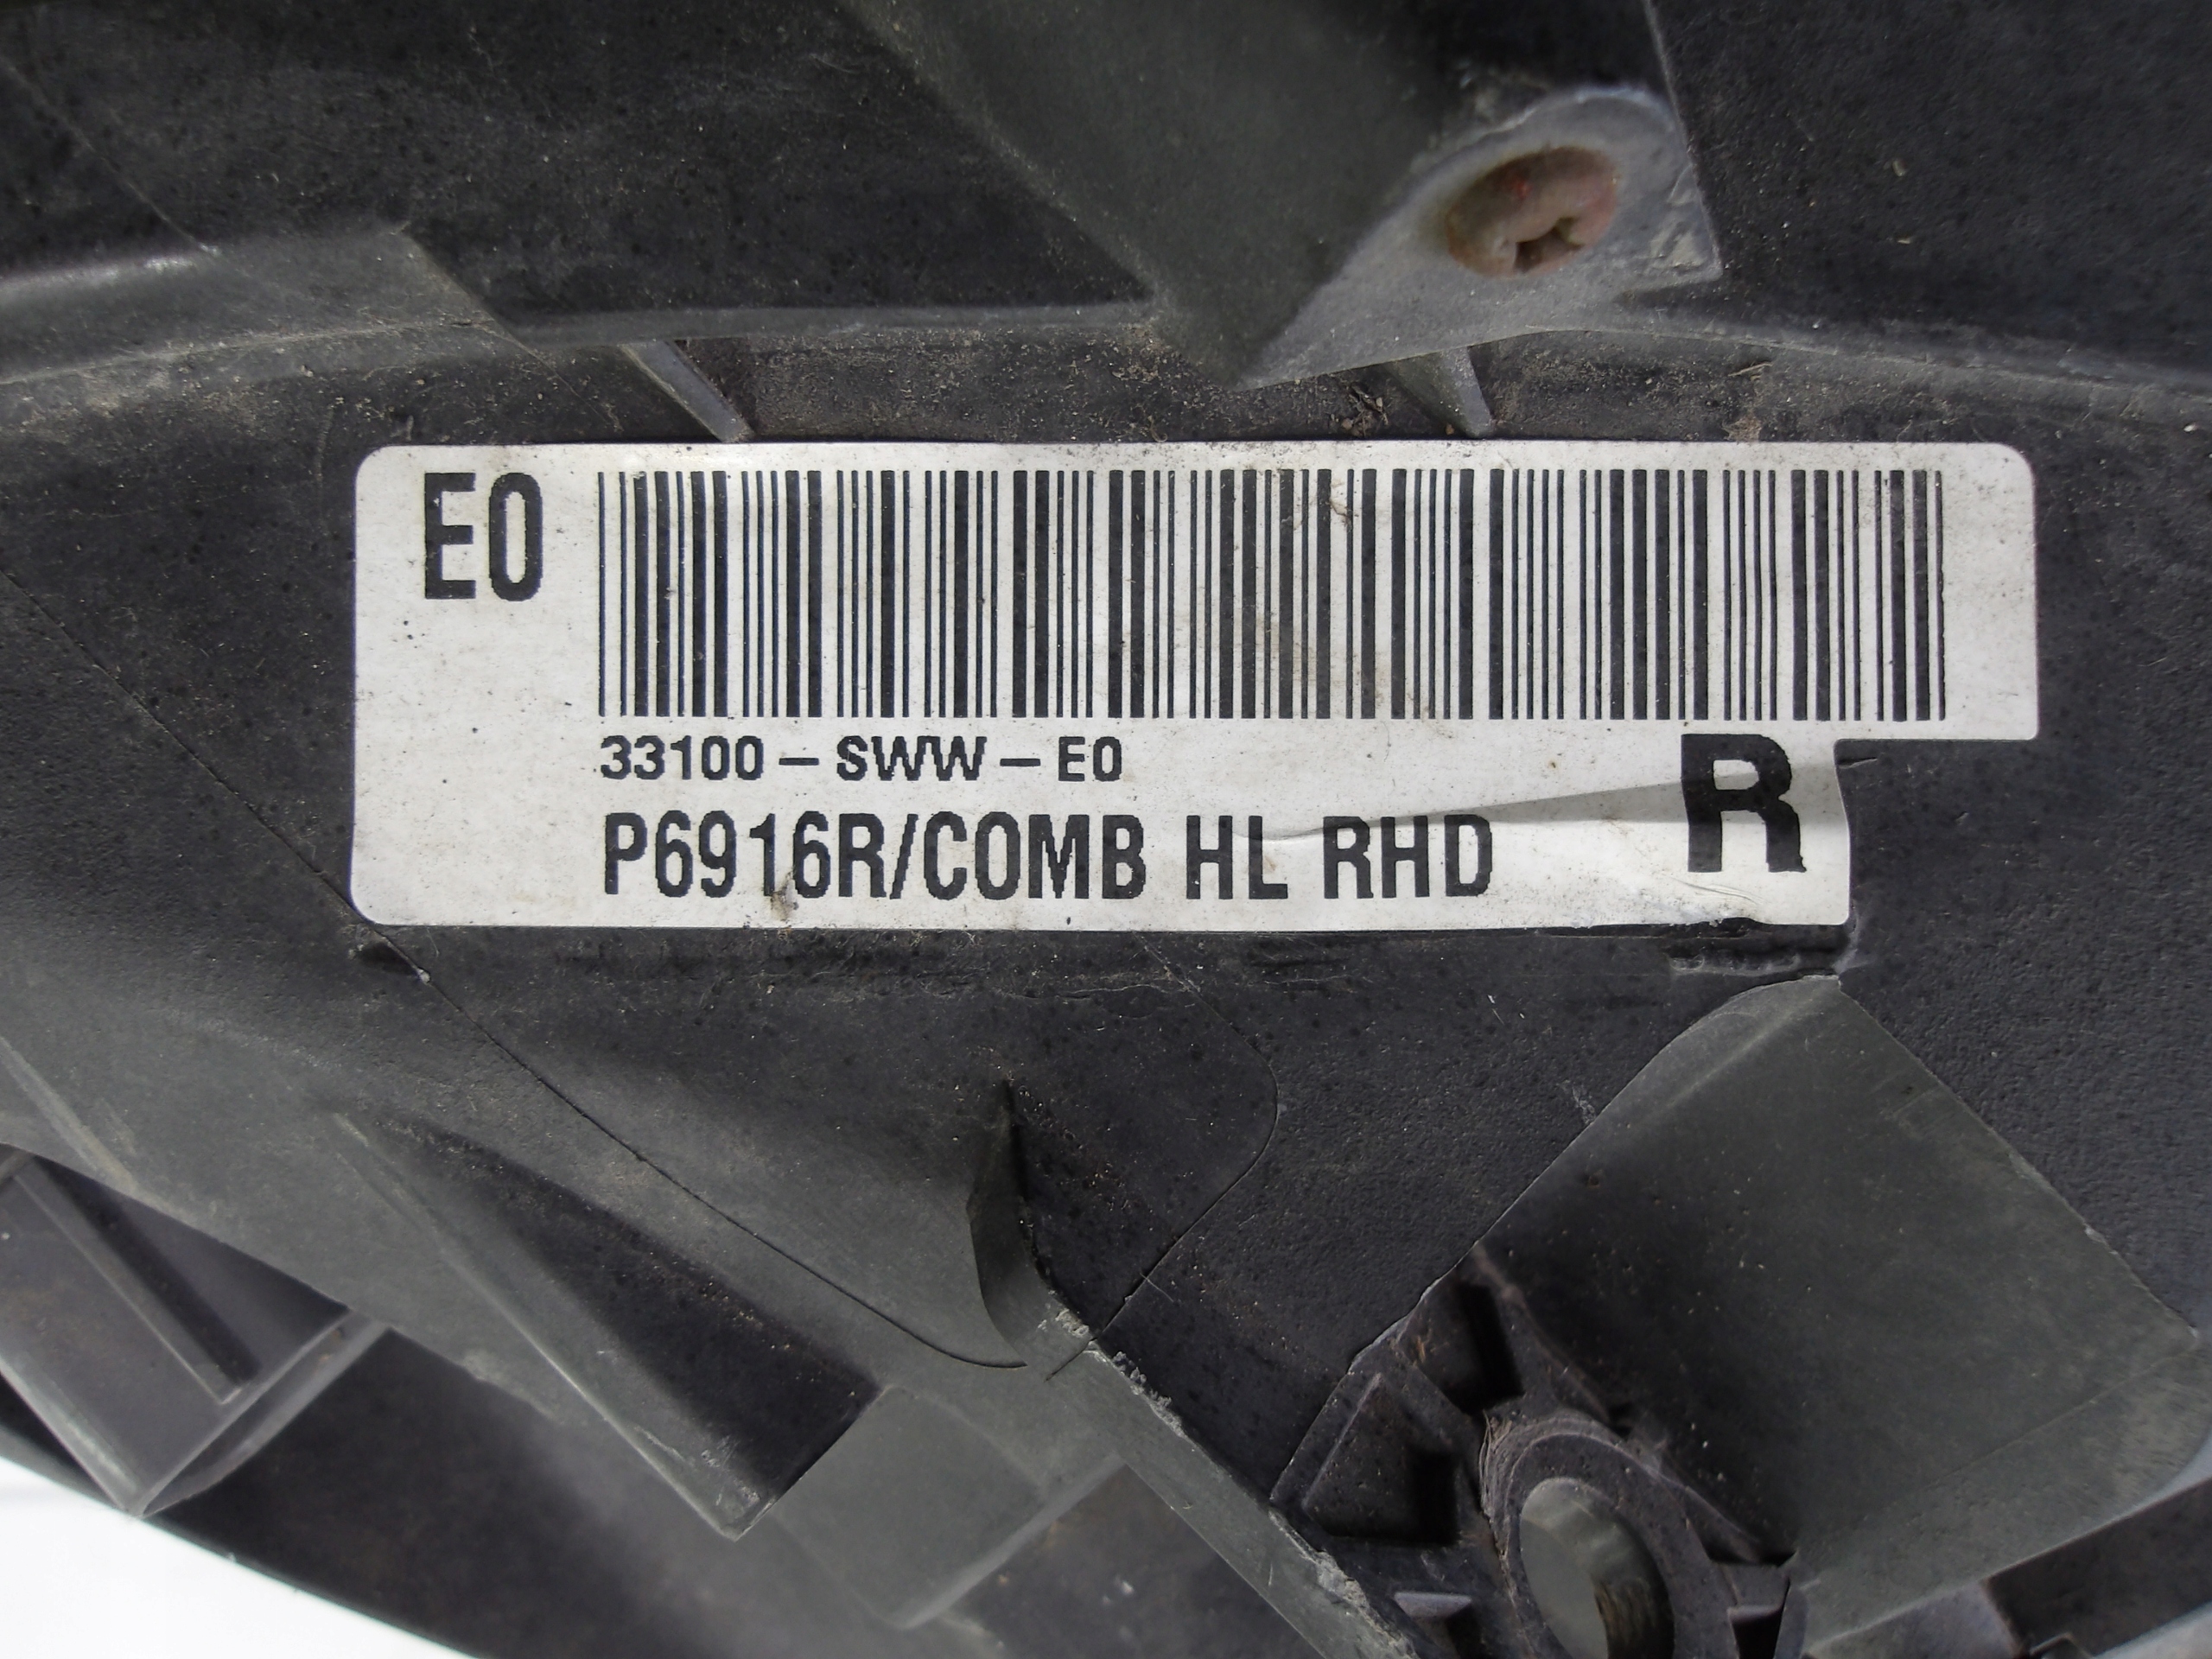 E0
33100 – SWW – E0
R
P6916R/COMB HL RHD